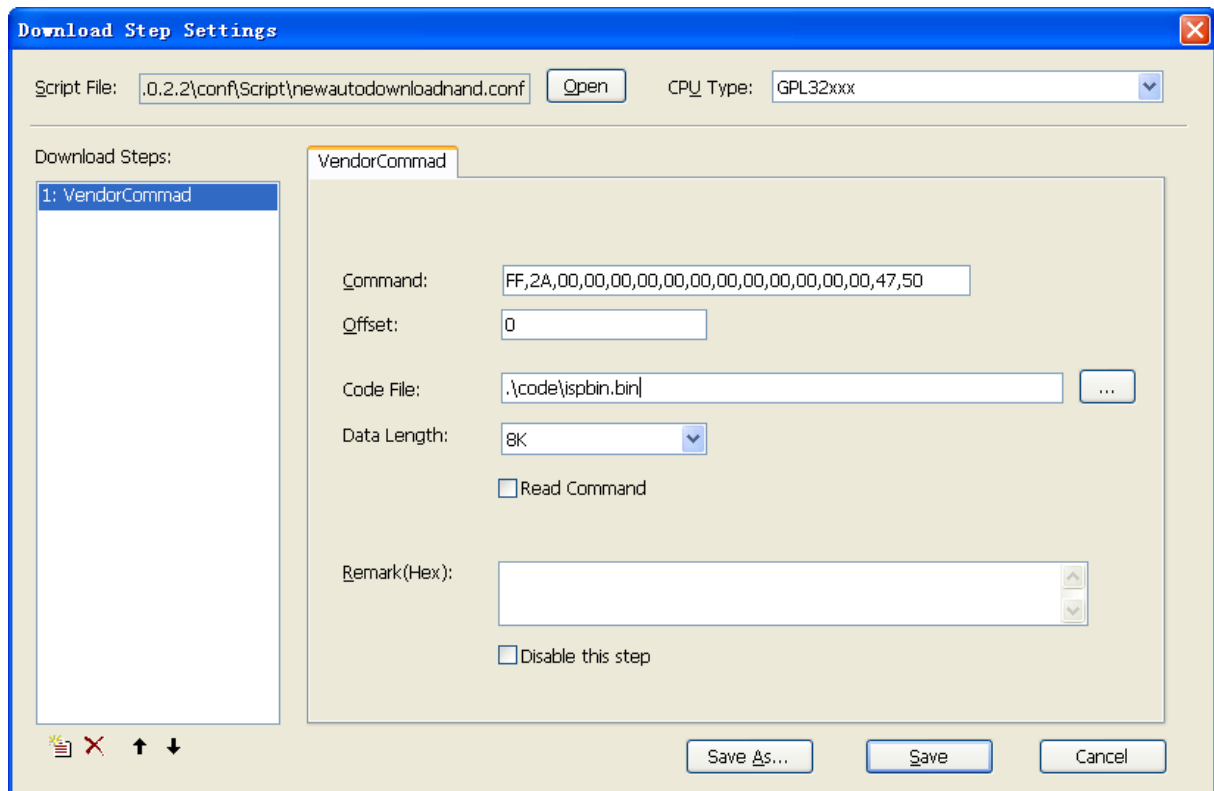 Download Step Settings
Script File: .0.2.2\conf\Script\newautodownloadnand.conf Open CPU Type: GPL32xxx
Download Steps:
1: VendorCommad
VendorCommad
Command: FF,2A,00,00,00,00,00,00,00,00,00,00,00,00,47,50
Offset: 0
Code File: .\code\ispbin.bin ...
Data Length: 8K
Read Command
Remark(Hex):
Disable this step
Save As... Save Cancel